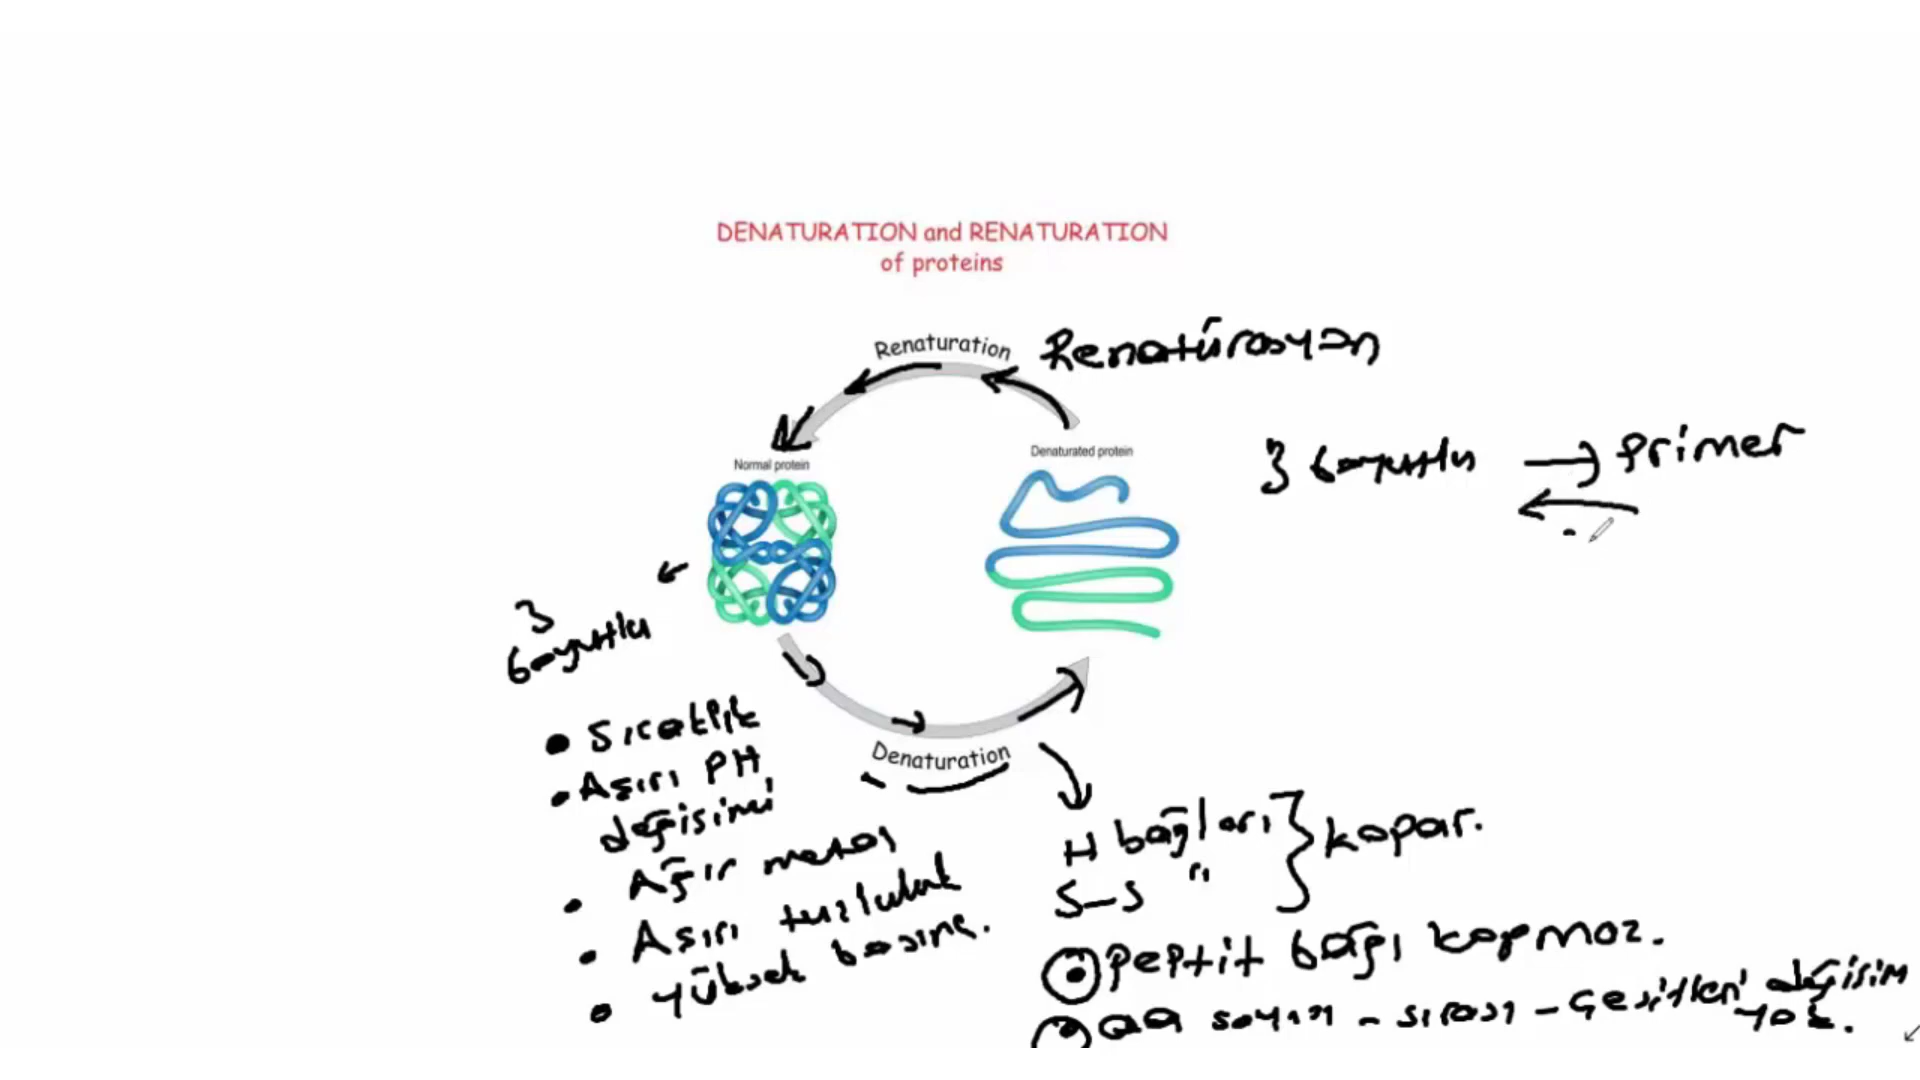 DENATURATION and RENATURATION
of proteins
Renaturation
Renatürasyon
Normal protein
Denaturated protein
3 boyutlu → Primer
3
boyutlu
• Sıcaklık
• Aşırı PH
değişimi
• Ağır metal
• Aşırı tuzluluk
• Yüksek basınç.
Denaturation
H bağları
S-S "
kopar.
Peptit bağı kopmaz.
aa sayısı - sırası - çeşitleri değişim
yok.